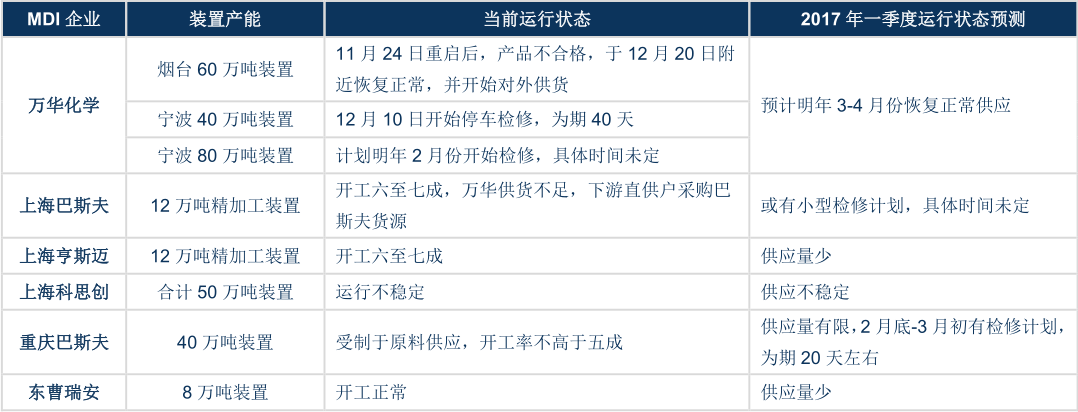 MDI 企业 装置产能 当前运行状态 2017 年一季度运行状态预测
万华化学
烟台 60 万吨装置
11 月 24 日重启后，产品不合格，于 12 月 20 日附
近恢复正常，并开始对外供货
宁波 40 万吨装置 12 月 10 日开始停车检修，为期 40 天
宁波 80 万吨装置 计划明年 2 月份开始检修，具体时间未定
预计明年 3-4 月份恢复正常供应
上海巴斯夫 12 万吨精加工装置
开工六至七成，万华供货不足，下游直供户采购巴
斯夫货源
或有小型检修计划，具体时间未定
上海亨斯迈 12 万吨精加工装置 开工六至七成 供应量少
上海科思创 合计 50 万吨装置 运行不稳定 供应不稳定
重庆巴斯夫 40 万吨装置 受制于原料供应，开工率不高于五成
供应量有限，2 月底-3 月初有检修计划，
为期 20 天左右
东曹瑞安 8 万吨装置 开工正常 供应量少